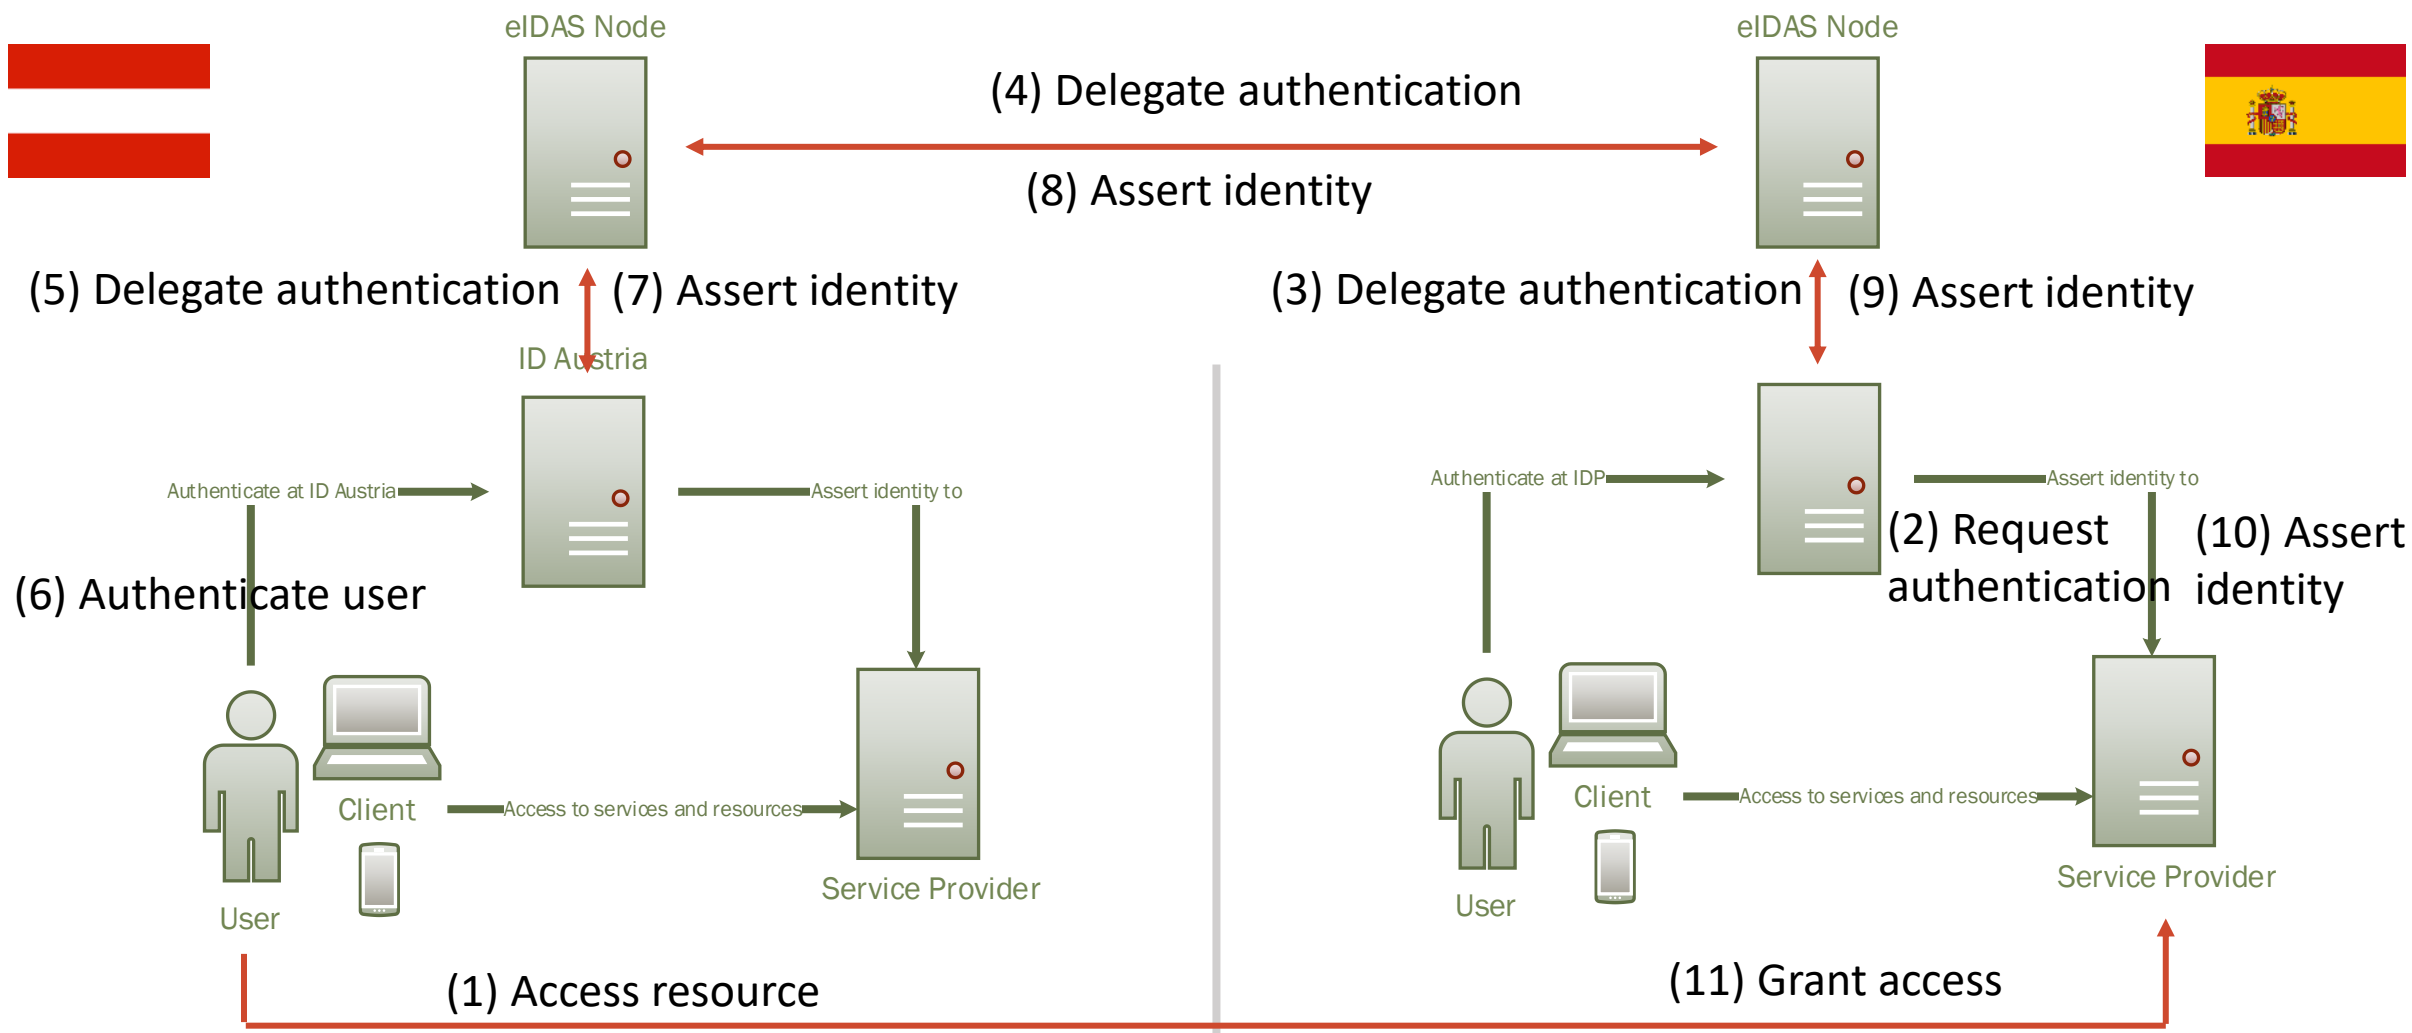 eIDAS Node
eIDAS Node
(4) Delegate authentication
(8) Assert identity
(5) Delegate authentication
(7) Assert identity
(3) Delegate authentication
(9) Assert identity
ID Austria
Authenticate at ID Austria
Assert identity to
Authenticate at IDP
Assert identity to
(2) Request
authentication
(10) Assert
identity
(6) Authenticate user
Client
Access to services and resources
Client
Access to services and resources
Service Provider
Service Provider
User
User
(1) Access resource
(11) Grant access